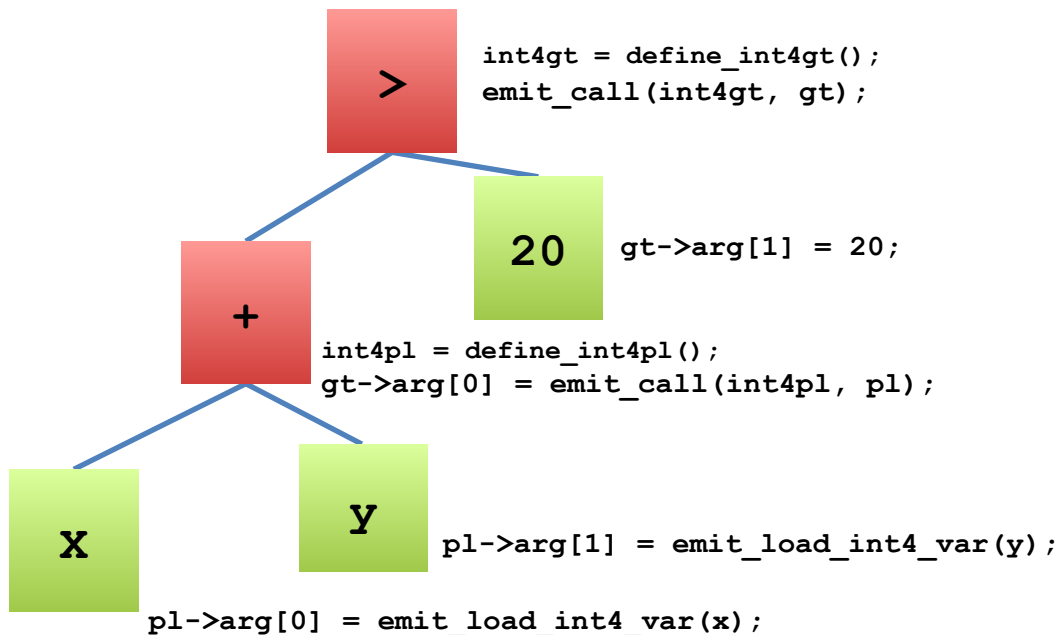 int4gt = define_int4gt();
>
emit_call(int4gt, gt);
20
gt->arg[1] = 20;
+
int4pl = define_int4pl();
gt->arg[0] = emit_call(int4pl, pl);
x
y
pl->arg[1] = emit_load_int4_var(y);
pl->arg[0] = emit_load_int4_var(x);